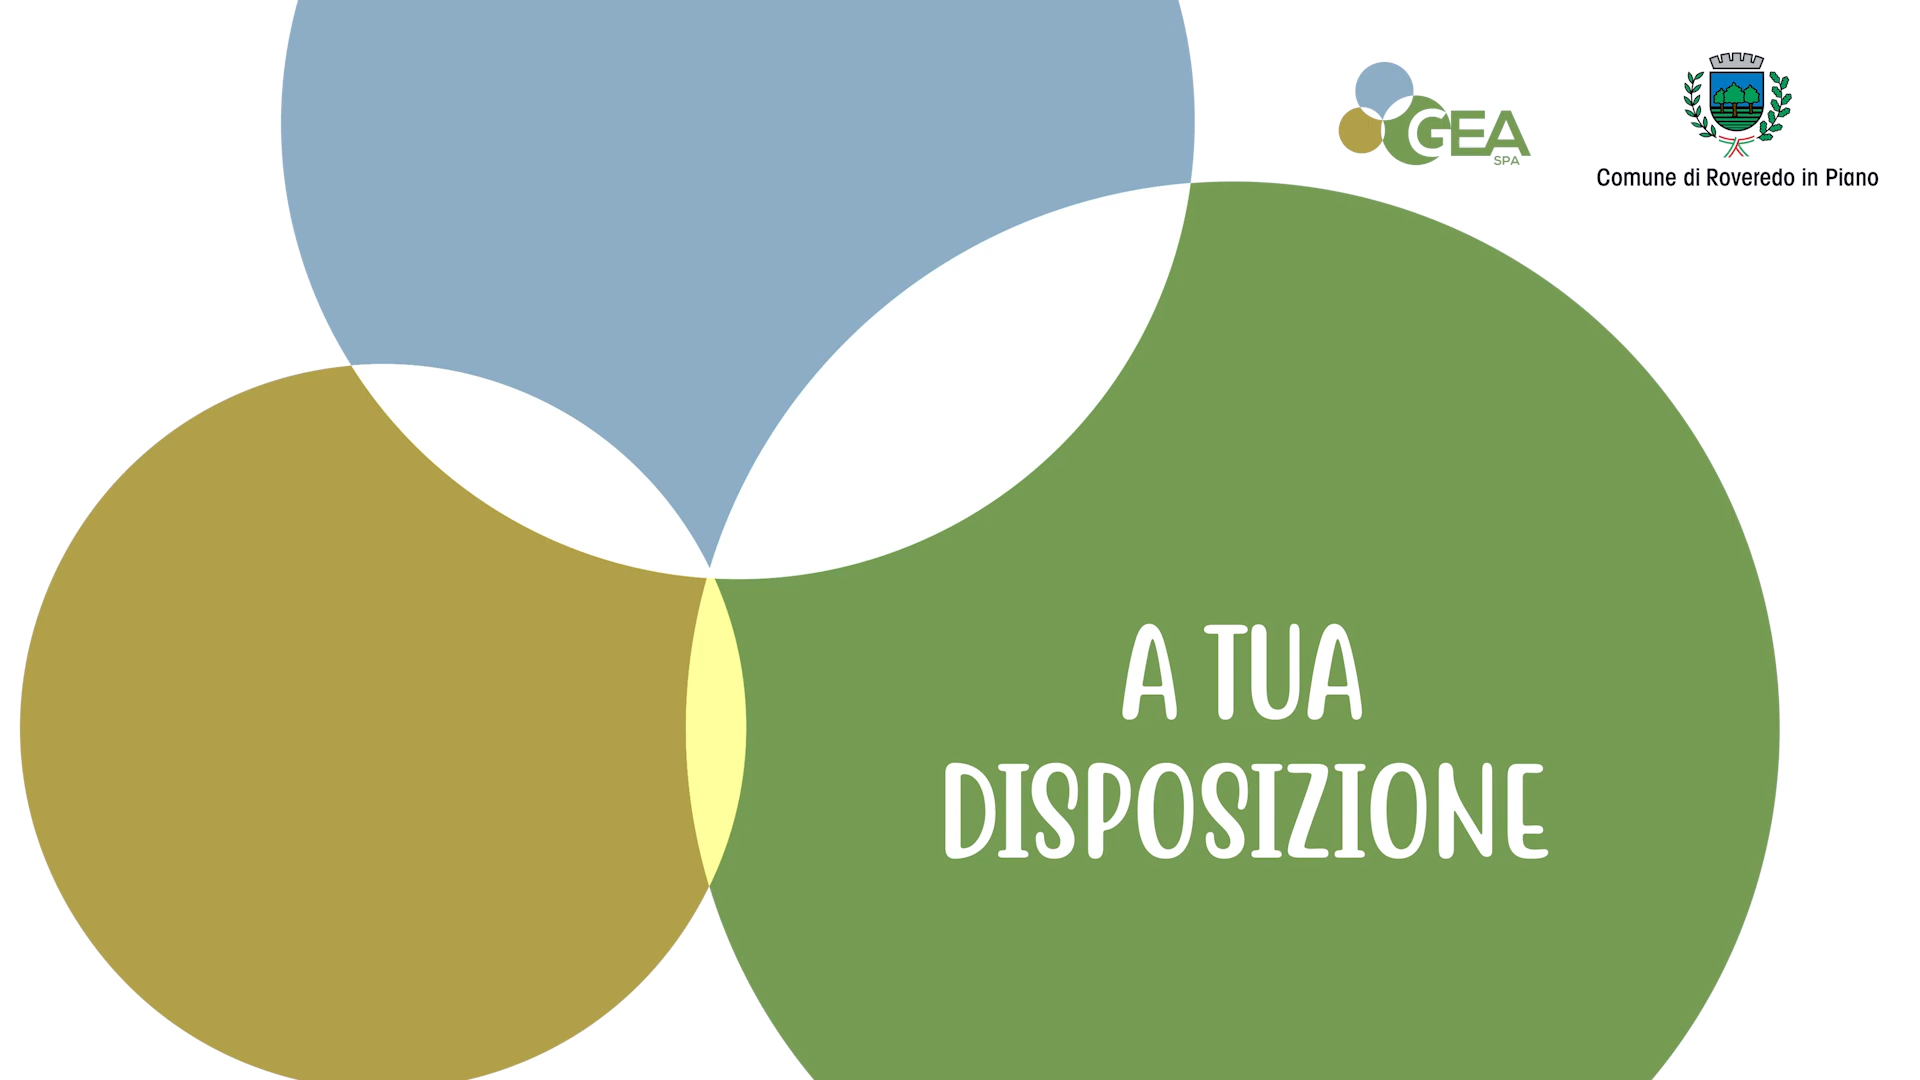 GEA
SPA
Comune di Roveredo in Piano
A TUA
DISPOSIZIONE